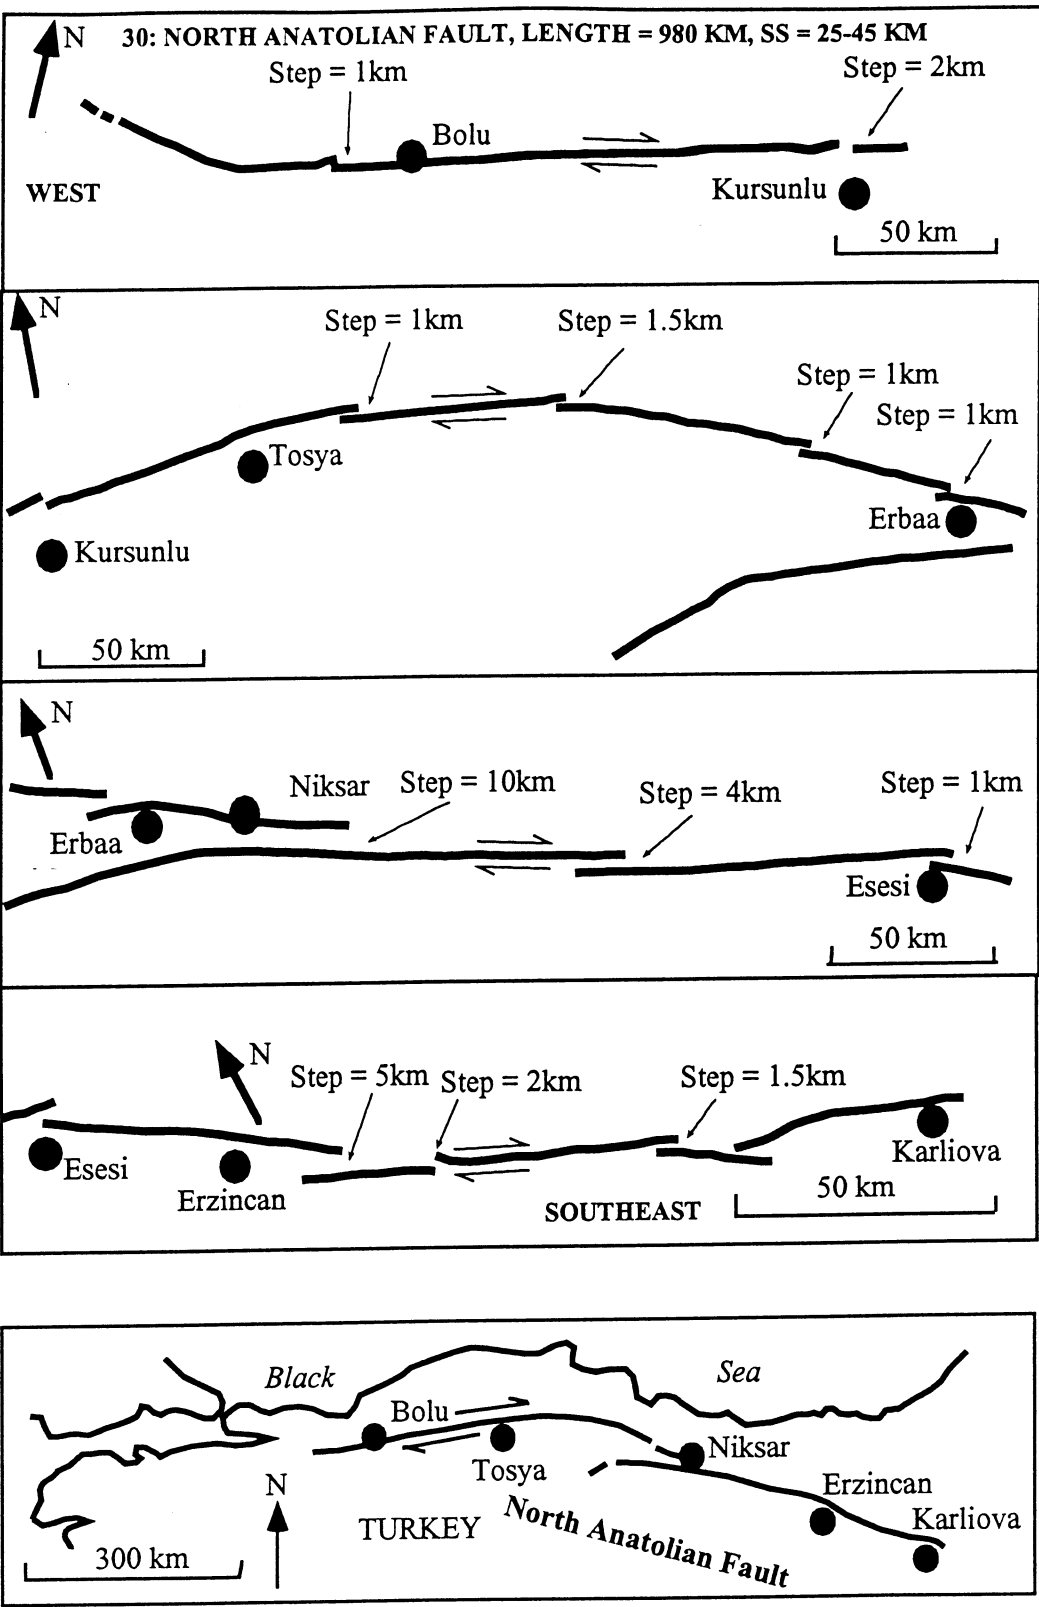 N
30: NORTH ANATOLIAN FAULT, LENGTH = 980 KM, SS = 25-45 KM
Step = 1km
Step = 2km
Bolu
WEST
Kursunlu
50 km
N
Step = 1km
Step = 1.5km
Step = 1km
Step = 1km
Tosya
Erbaa
Kursunlu
50 km
N
Niksar
Step = 10km
Step = 4km
Step = 1km
Erbaa
Esesi
50 km
N
Step = 5km
Step = 2km
Step = 1.5km
Esesi
Erzincan
Karliova
50 km
SOUTHEAST
Black
Sea
Bolu
Niksar
Tosya
N
Erzincan
North Anatolian Fault
Karliova
TURKEY
300 km